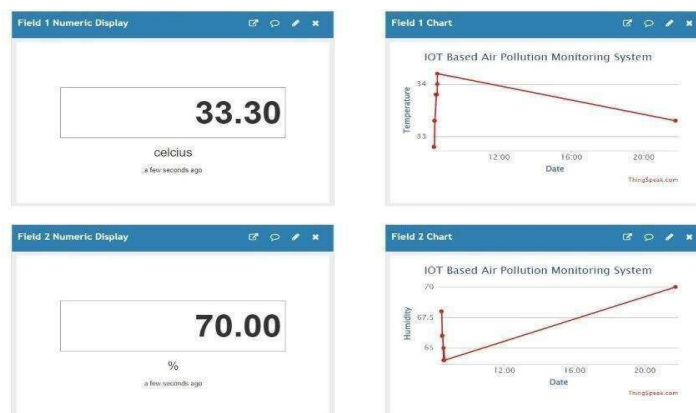 Field 1 Numeric Display
33.30
celcius
a few seconds ago
Field 1 Chart
IOT Based Air Pollution Monitoring System
Temperature
34
33
12:00 16:00 20:00
Date
ThingSpeak.com
Field 2 Numeric Display
70.00
%
a few seconds ago
Field 2 Chart
IOT Based Air Pollution Monitoring System
Humidity
70
67.5
65
12:00 16:00 20:00
Date
ThingSpeak.com